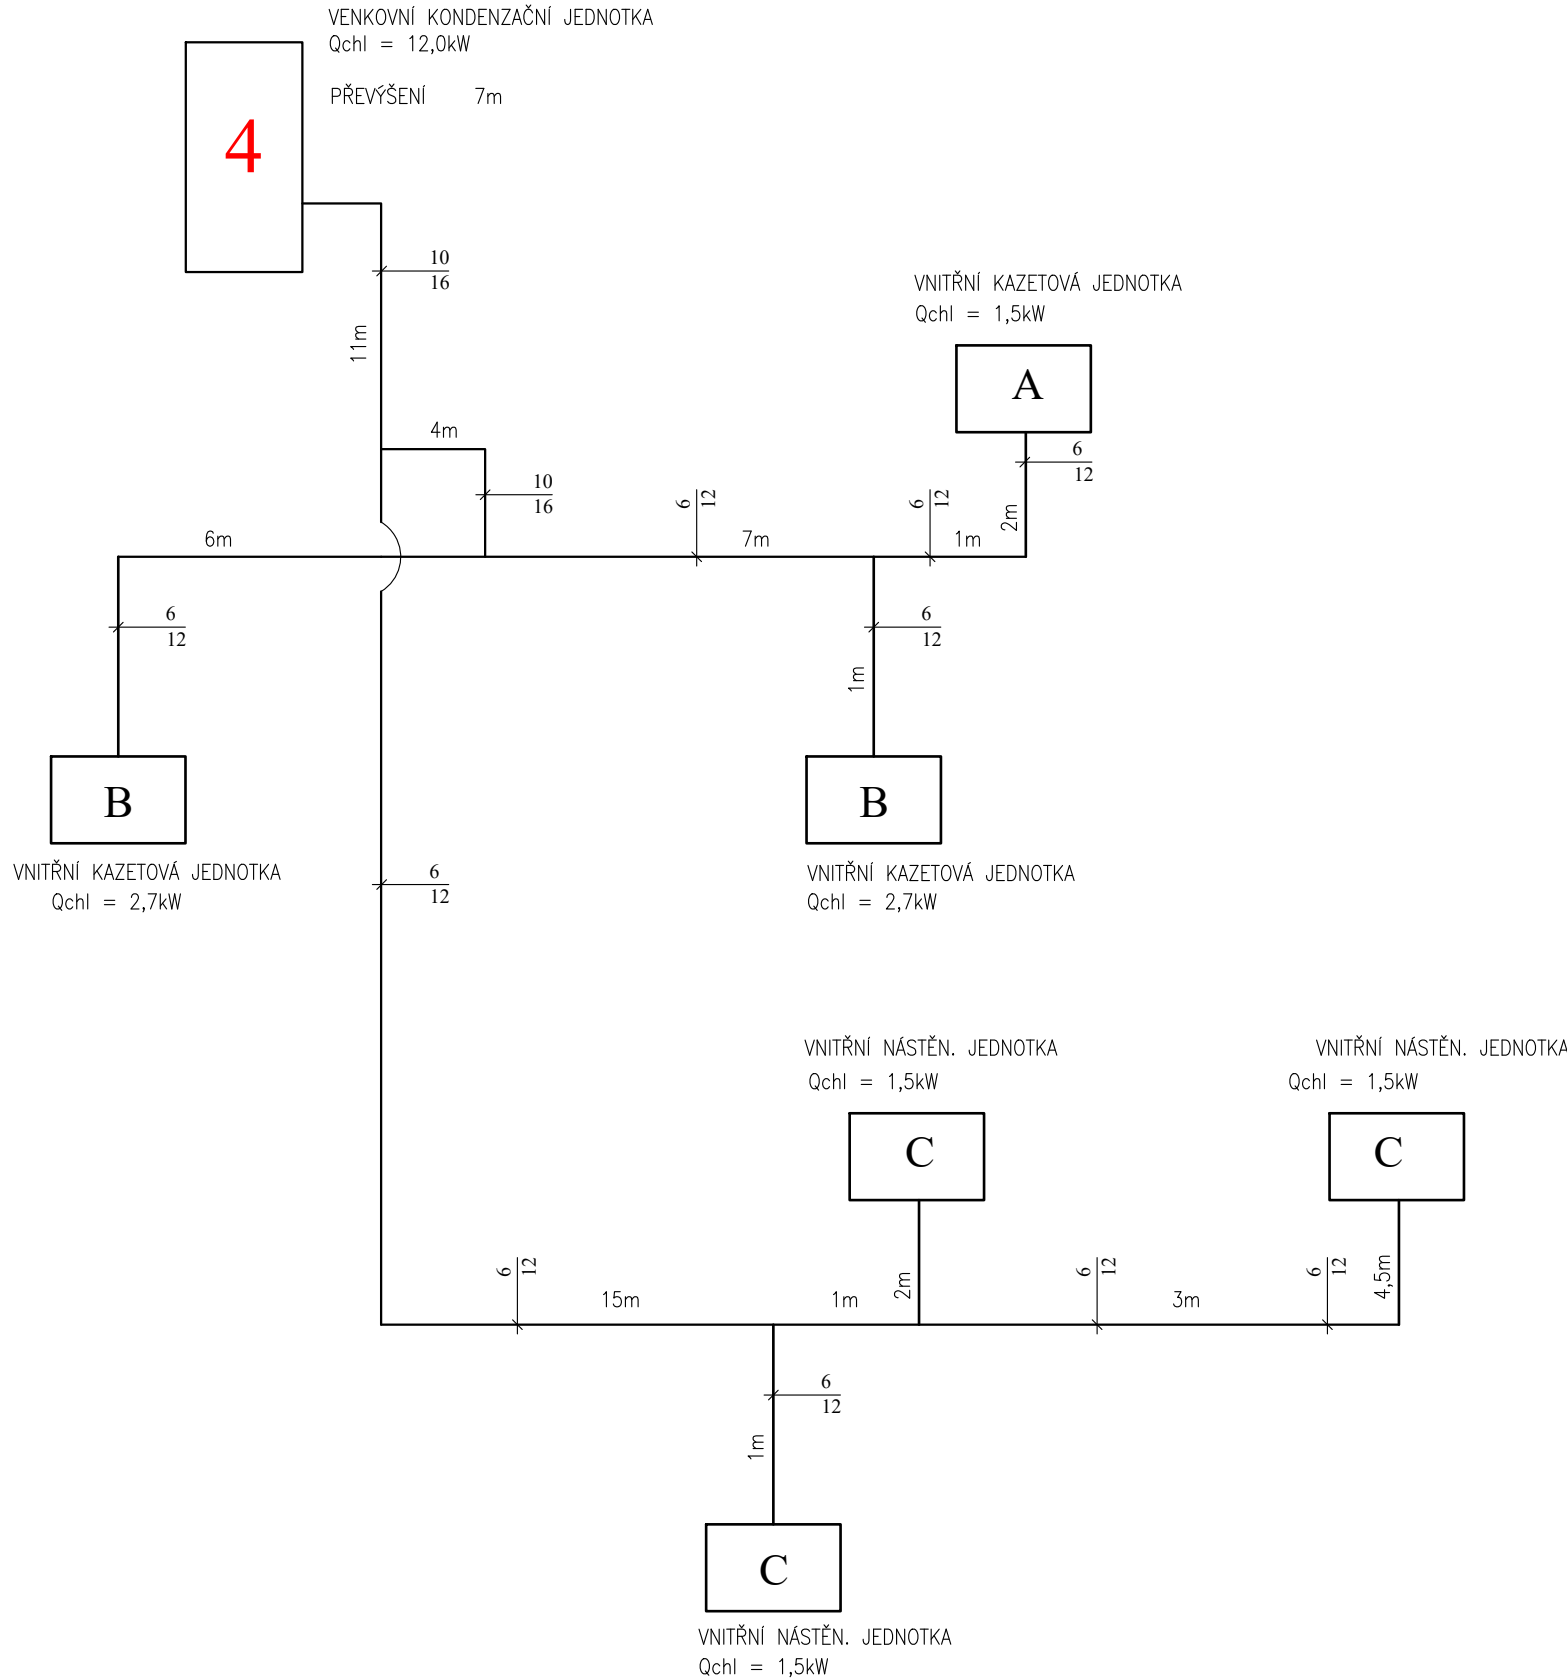 VENKOVNÍ KONDENZAČNÍ JEDNOTKA
Qchl = 12,0kW
PŘEVÝŠENÍ 7m
4
10
16
11m
VNITŘNÍ KAZETOVÁ JEDNOTKA
Qchl = 1,5kW
A
6
12
2m
4m
10
16
6
12
7m
6
12
1m
6m
6
12
6
12
1m
B
VNITŘNÍ KAZETOVÁ JEDNOTKA
Qchl = 2,7kW
B
VNITŘNÍ KAZETOVÁ JEDNOTKA
Qchl = 2,7kW
6
12
VNITŘNÍ NÁSTĚN. JEDNOTKA
Qchl = 1,5kW
C
VNITŘNÍ NÁSTĚN. JEDNOTKA
Qchl = 1,5kW
C
6
12
15m
1m
2m
6
12
3m
6
12
4,5m
6
12
1m
C
VNITŘNÍ NÁSTĚN. JEDNOTKA
Qchl = 1,5kW